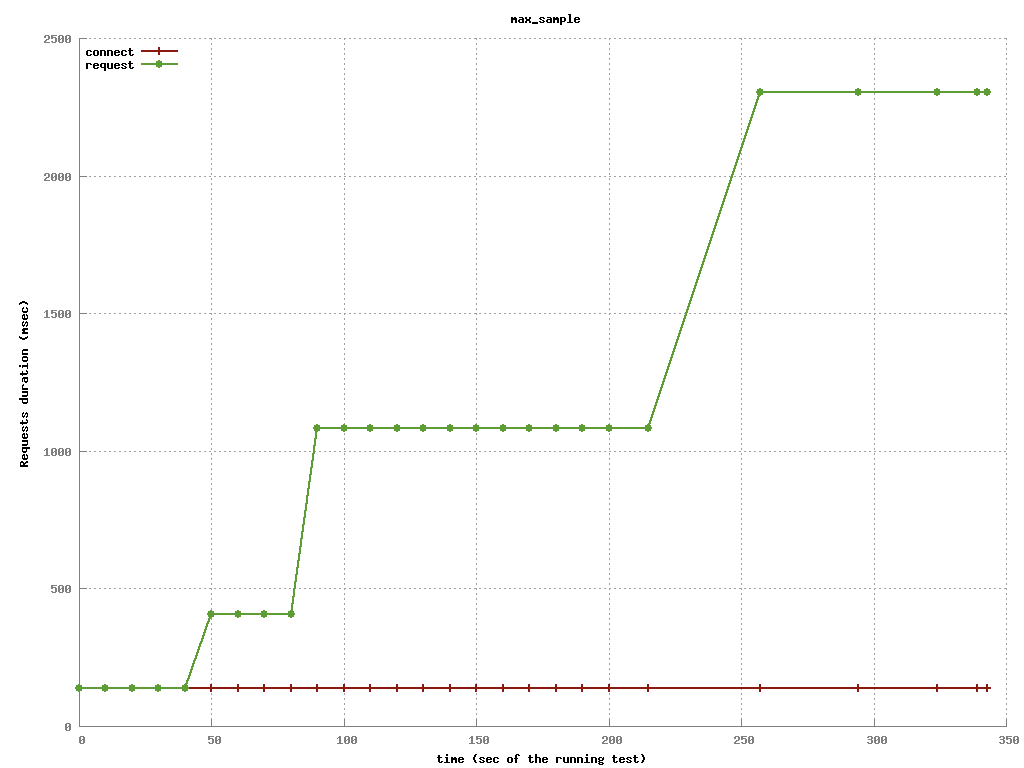 max_sample
2500
connect
request
2000
1500
1000
500
0
Requests duration (msec)
0 50 100 150 200 250 300 350
time (sec of the running test)